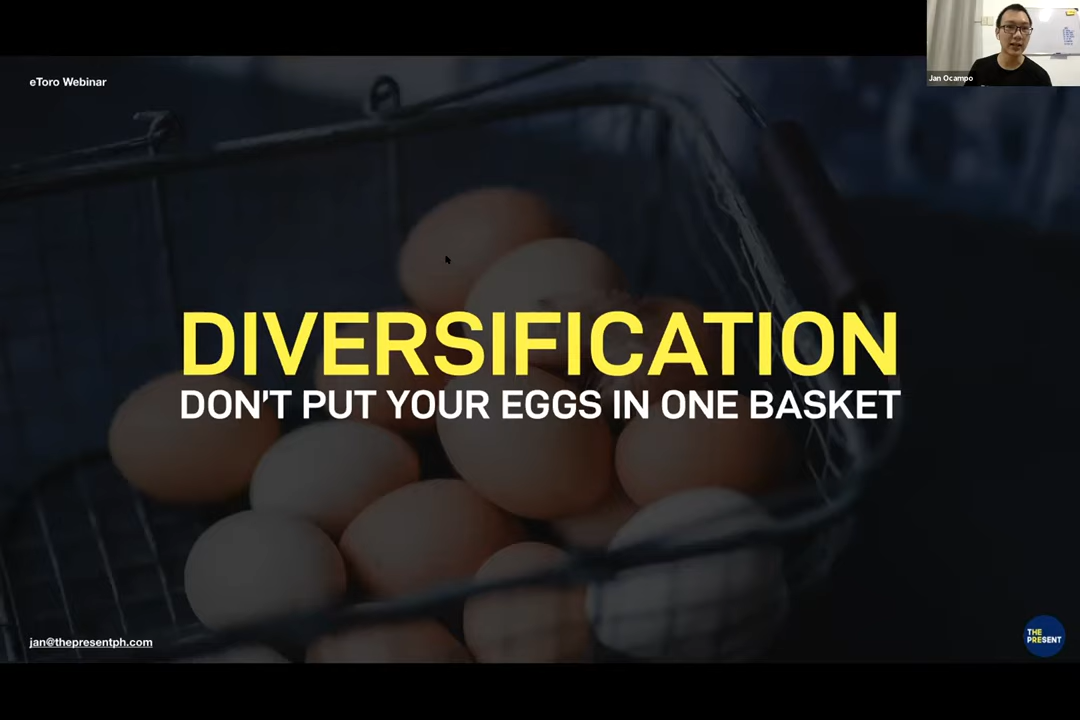 eToro Webinar
Jan Ocampo
DIVERSIFICATION
DON'T PUT YOUR EGGS IN ONE BASKET
jan@thepresentph.com
THE
PRESENT